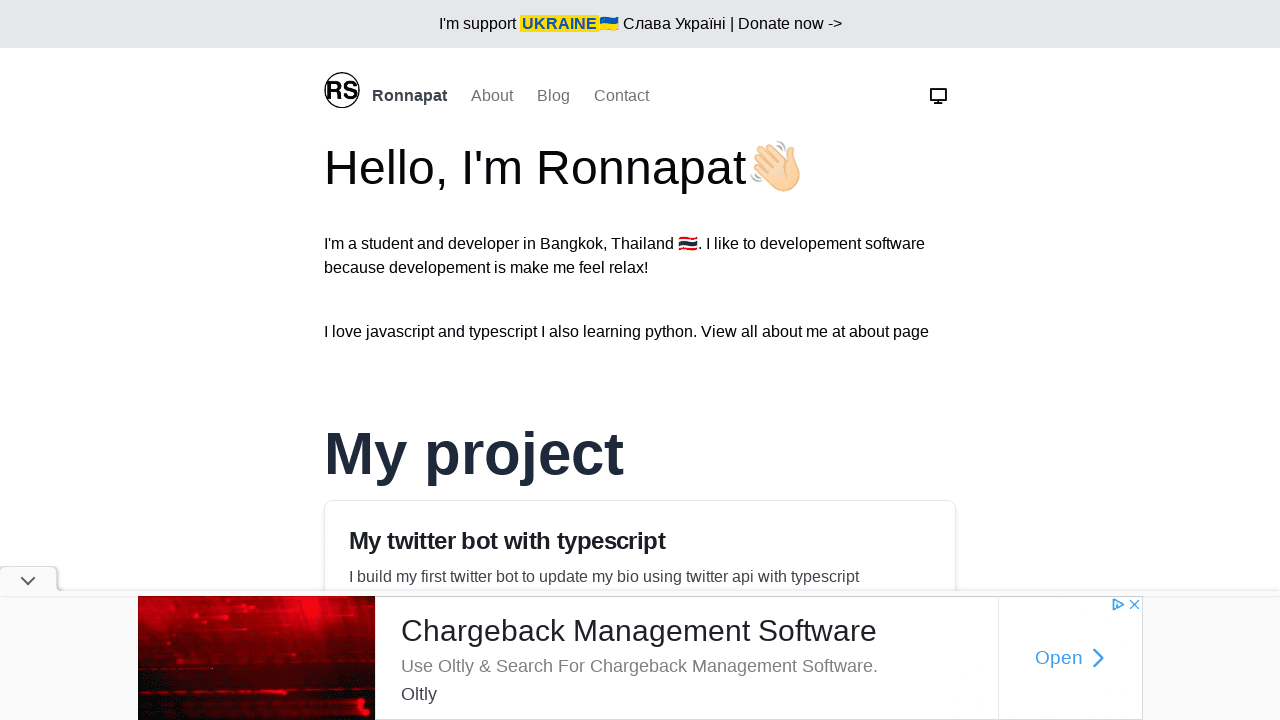 I'm support UKRAINE🇺🇦 Слава Україні | Donate now ->
RS Ronnapat About Blog Contact
Hello, I'm Ronnapat👋🏻
I'm a student and developer in Bangkok, Thailand 🇹🇭. I like to developement software
because developement is make me feel relax!
I love javascript and typescript I also learning python. View all about me at about page
My project
My twitter bot with typescript
I build my first twitter bot to update my bio using twitter api with typescript
Chargeback Management Software
Use Oltly & Search For Chargeback Management Software.
Oltly
Open